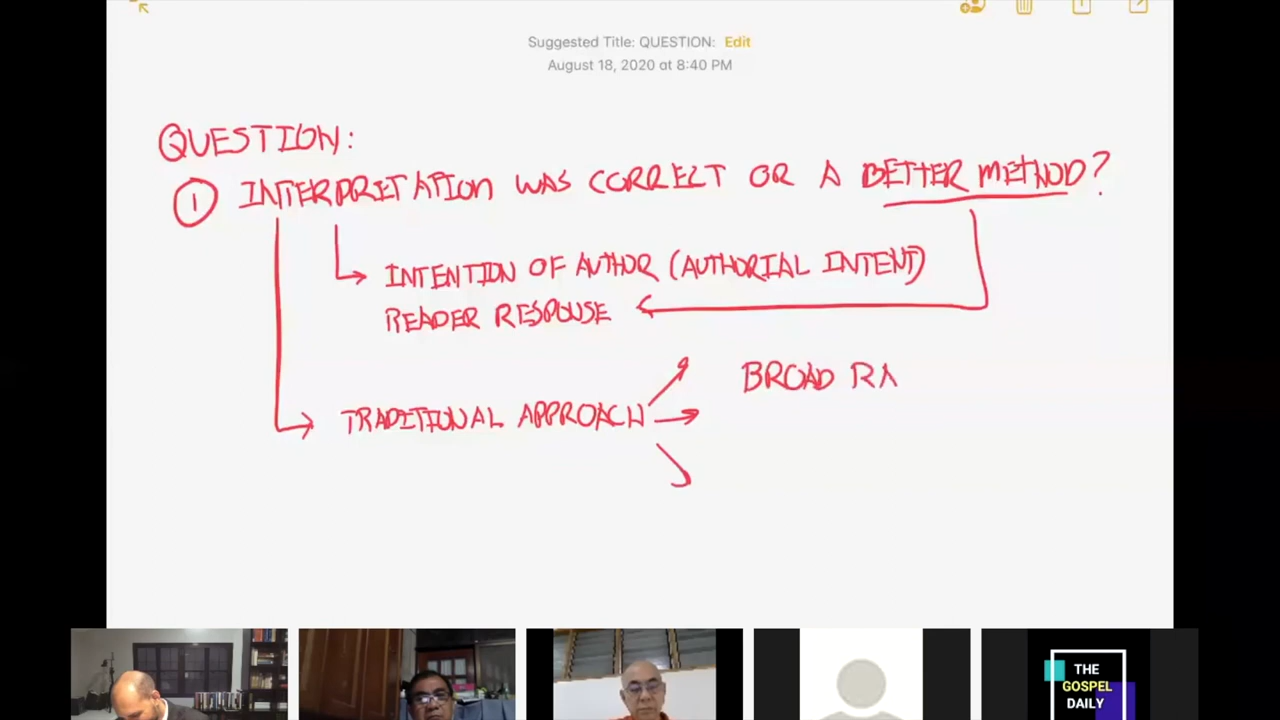 Suggested Title: QUESTION: Edit
August 18, 2020 at 8:40 PM
QUESTION:
① INTERPRETATION WAS CORRECT OR A BETTER METHOD?
INTENTION OF AUTHOR (AUTHORIAL INTENT)
READER RESPONSE
BROAD RA
TRADITIONAL APPROACH
THE
GOSPEL
DAILY